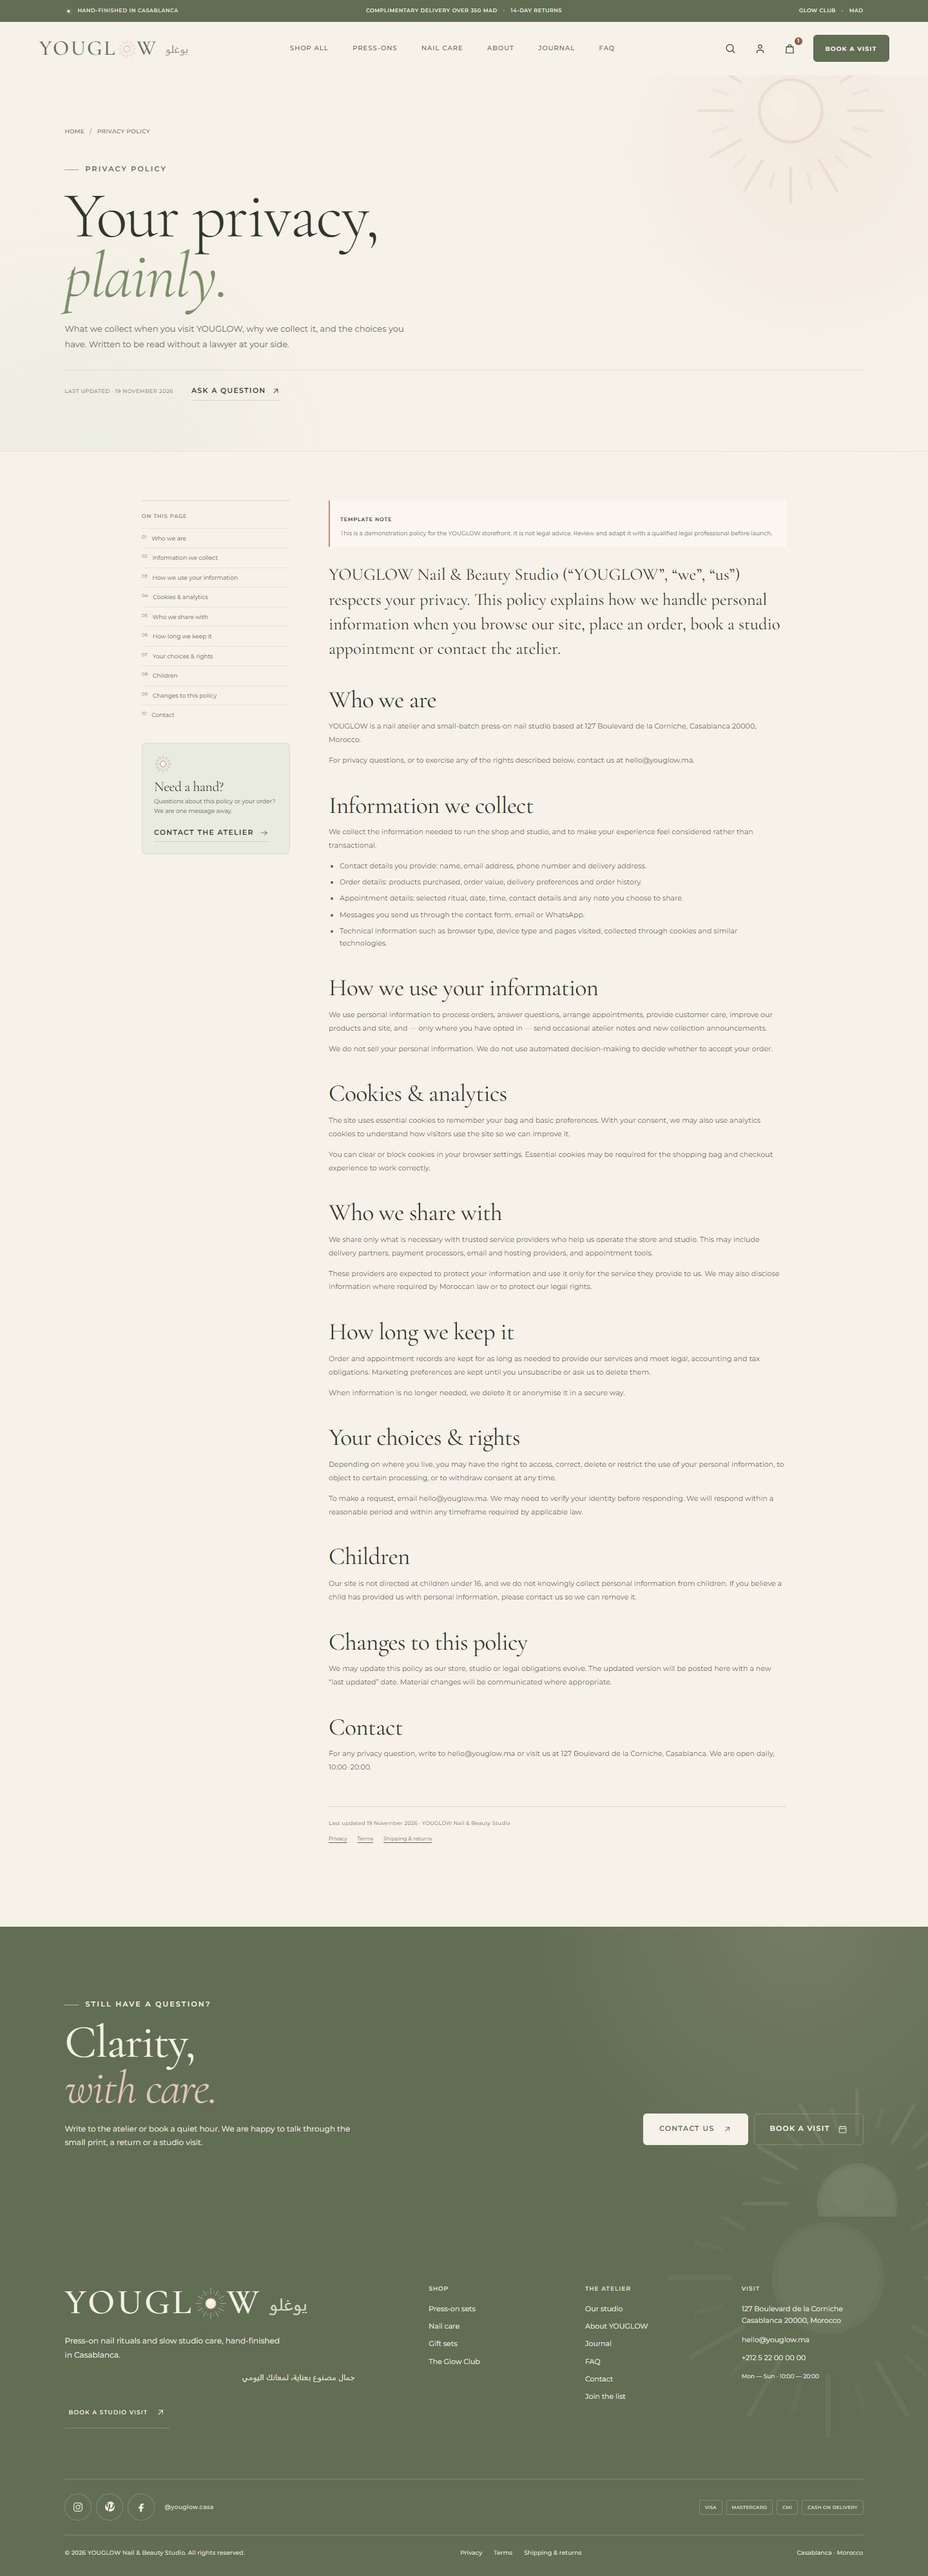 HAND-FINISHED IN CASABLANCA
COMPLIMENTARY DELIVERY OVER 350 MAD · 14-DAY RETURNS
GLOW CLUB · MAD
YOUGLOW يوغلو
SHOP ALL
PRESS-ONS
NAIL CARE
ABOUT
JOURNAL
FAQ
1
BOOK A VISIT
HOME / PRIVACY POLICY
PRIVACY POLICY
Your privacy,
plainly.
What we collect when you visit YOUGLOW, why we collect it, and the choices you
have. Written to be read without a lawyer at your side.
LAST UPDATED · 19 NOVEMBER 2026
ASK A QUESTION
ON THIS PAGE
01 Who we are
02 Information we collect
03 How we use your information
04 Cookies & analytics
05 Who we share with
06 How long we keep it
07 Your choices & rights
08 Children
09 Changes to this policy
10 Contact
Need a hand?
Questions about this policy or your order?
We are one message away.
CONTACT THE ATELIER
TEMPLATE NOTE
This is a demonstration policy for the YOUGLOW storefront. It is not legal advice. Review and adapt it with a qualified legal professional before launch.
YOUGLOW Nail & Beauty Studio (“YOUGLOW”, “we”, “us”)
respects your privacy. This policy explains how we handle personal
information when you browse our site, place an order, book a studio
appointment or contact the atelier.
Who we are
YOUGLOW is a nail atelier and small-batch press-on nail studio based at 127 Boulevard de la Corniche, Casablanca 20000,
Morocco.
For privacy questions, or to exercise any of the rights described below, contact us at hello@youglow.ma.
Information we collect
We collect the information needed to run the shop and studio, and to make your experience feel considered rather than
transactional.
• Contact details you provide: name, email address, phone number and delivery address.
• Order details: products purchased, order value, delivery preferences and order history.
• Appointment details: selected ritual, date, time, contact details and any note you choose to share.
• Messages you send us through the contact form, email or WhatsApp.
• Technical information such as browser type, device type and pages visited, collected through cookies and similar
technologies.
How we use your information
We use personal information to process orders, answer questions, arrange appointments, provide customer care, improve our
products and site, and — only where you have opted in — send occasional atelier notes and new collection announcements.
We do not sell your personal information. We do not use automated decision-making to decide whether to accept your order.
Cookies & analytics
The site uses essential cookies to remember your bag and basic preferences. With your consent, we may also use analytics
cookies to understand how visitors use the site so we can improve it.
You can clear or block cookies in your browser settings. Essential cookies may be required for the shopping bag and checkout
experience to work correctly.
Who we share with
We share only what is necessary with trusted service providers who help us operate the store and studio. This may include
delivery partners, payment processors, email and hosting providers, and appointment tools.
These providers are expected to protect your information and use it only for the service they provide to us. We may also disclose
information where required by Moroccan law or to protect our legal rights.
How long we keep it
Order and appointment records are kept for as long as needed to provide our services and meet legal, accounting and tax
obligations. Marketing preferences are kept until you unsubscribe or ask us to delete them.
When information is no longer needed, we delete it or anonymise it in a secure way.
Your choices & rights
Depending on where you live, you may have the right to access, correct, delete or restrict the use of your personal information, to
object to certain processing, or to withdraw consent at any time.
To make a request, email hello@youglow.ma. We may need to verify your identity before responding. We will respond within a
reasonable period and within any timeframe required by applicable law.
Children
Our site is not directed at children under 16, and we do not knowingly collect personal information from children. If you believe a
child has provided us with personal information, please contact us so we can remove it.
Changes to this policy
We may update this policy as our store, studio or legal obligations evolve. The updated version will be posted here with a new
“last updated” date. Material changes will be communicated where appropriate.
Contact
For any privacy question, write to hello@youglow.ma or visit us at 127 Boulevard de la Corniche, Casablanca. We are open daily,
10:00–20:00.
Last updated 19 November 2026 · YOUGLOW Nail & Beauty Studio
Privacy
Terms
Shipping & returns
STILL HAVE A QUESTION?
Clarity,
with care.
Write to the atelier or book a quiet hour. We are happy to talk through the
small print, a return or a studio visit.
CONTACT US
BOOK A VISIT
YOUGLOW يوغلو
Press-on nail rituals and slow studio care, hand-finished
in Casablanca.
جمال مصنوع بعناية، لمعانك اليومي
BOOK A STUDIO VISIT
SHOP
Press-on sets
Nail care
Gift sets
The Glow Club
THE ATELIER
Our studio
About YOUGLOW
Journal
FAQ
Contact
Join the list
VISIT
127 Boulevard de la Corniche
Casablanca 20000, Morocco
hello@youglow.ma
+212 5 22 00 00 00
Mon — Sun · 10:00 — 20:00
@youglow.casa
VISA
MASTERCARD
CMI
CASH ON DELIVERY
© 2026 YOUGLOW Nail & Beauty Studio. All rights reserved.
Privacy
Terms
Shipping & returns
Casablanca · Morocco